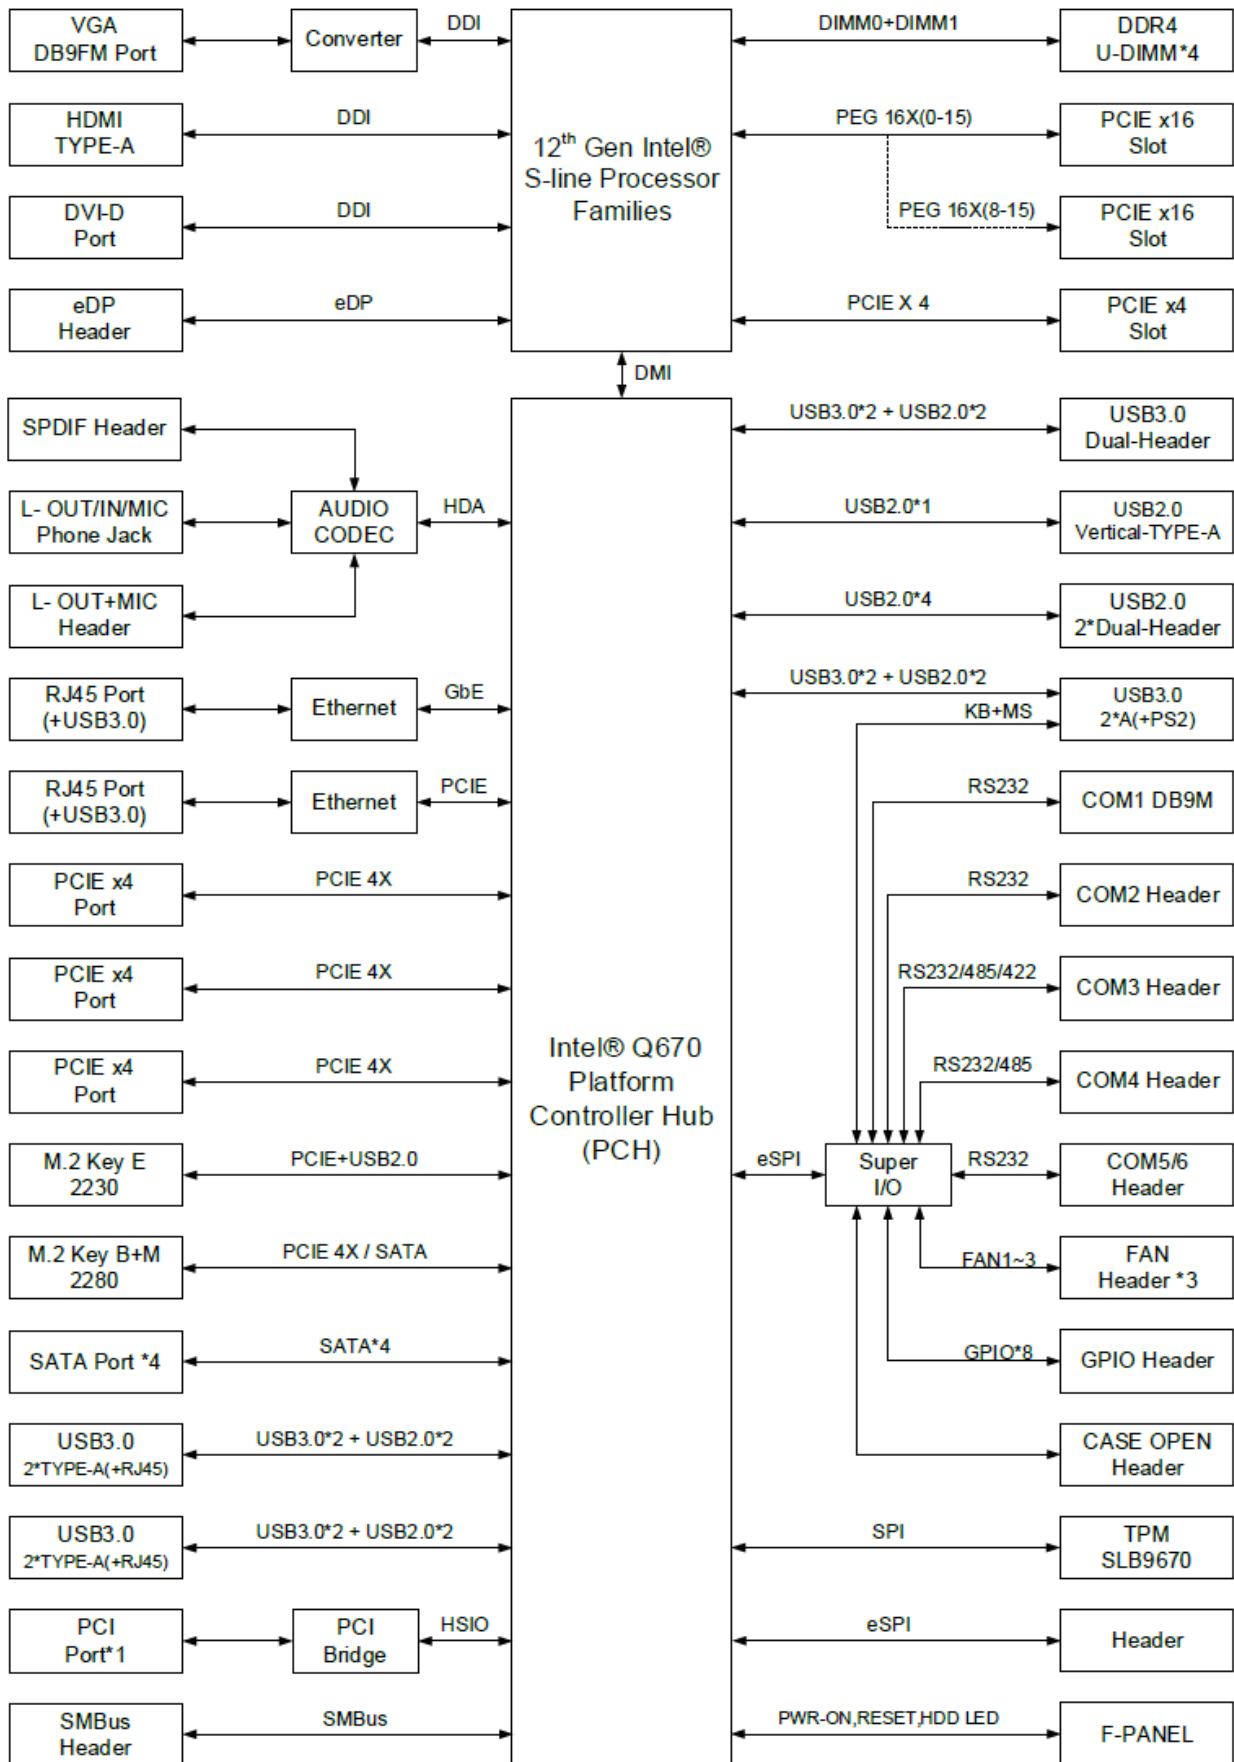 VGA
DB9FM Port
Converter
DDI
DIMM0+DIMM1
DDR4
U-DIMM*4
HDMI
TYPE-A
DDI
12th Gen Intel®
S-line Processor
Families
PEG 16X(0-15)
PCIE x16
Slot
DVI-D
Port
DDI
PEG 16X(8-15)
PCIE x16
Slot
eDP
Header
eDP
PCIE X 4
PCIE x4
Slot
DMI
SPDIF Header
USB3.0*2 + USB2.0*2
USB3.0
Dual-Header
L- OUT/IN/MIC
Phone Jack
AUDIO
CODEC
HDA
USB2.0*1
USB2.0
Vertical-TYPE-A
L- OUT+MIC
Header
USB2.0*4
USB2.0
2*Dual-Header
RJ45 Port
(+USB3.0)
Ethernet
GbE
USB3.0*2 + USB2.0*2
KB+MS
USB3.0
2*A(+PS2)
RJ45 Port
(+USB3.0)
Ethernet
PCIE
RS232
COM1 DB9M
PCIE x4
Port
PCIE 4X
RS232
COM2 Header
PCIE x4
Port
PCIE 4X
RS232/485/422
COM3 Header
PCIE x4
Port
PCIE 4X
Intel® Q670
Platform
Controller Hub
(PCH)
RS232/485
COM4 Header
M.2 Key E
2230
PCIE+USB2.0
eSPI
Super
I/O
RS232
COM5/6
Header
M.2 Key B+M
2280
PCIE 4X / SATA
FAN1~3
FAN
Header *3
SATA Port *4
SATA*4
GPIO*8
GPIO Header
USB3.0
2*TYPE-A(+RJ45)
USB3.0*2 + USB2.0*2
CASE OPEN
Header
USB3.0
2*TYPE-A(+RJ45)
USB3.0*2 + USB2.0*2
SPI
TPM
SLB9670
PCI
Port*1
PCI
Bridge
HSIO
eSPI
Header
SMBus
Header
SMBus
PWR-ON,RESET,HDD LED
F-PANEL